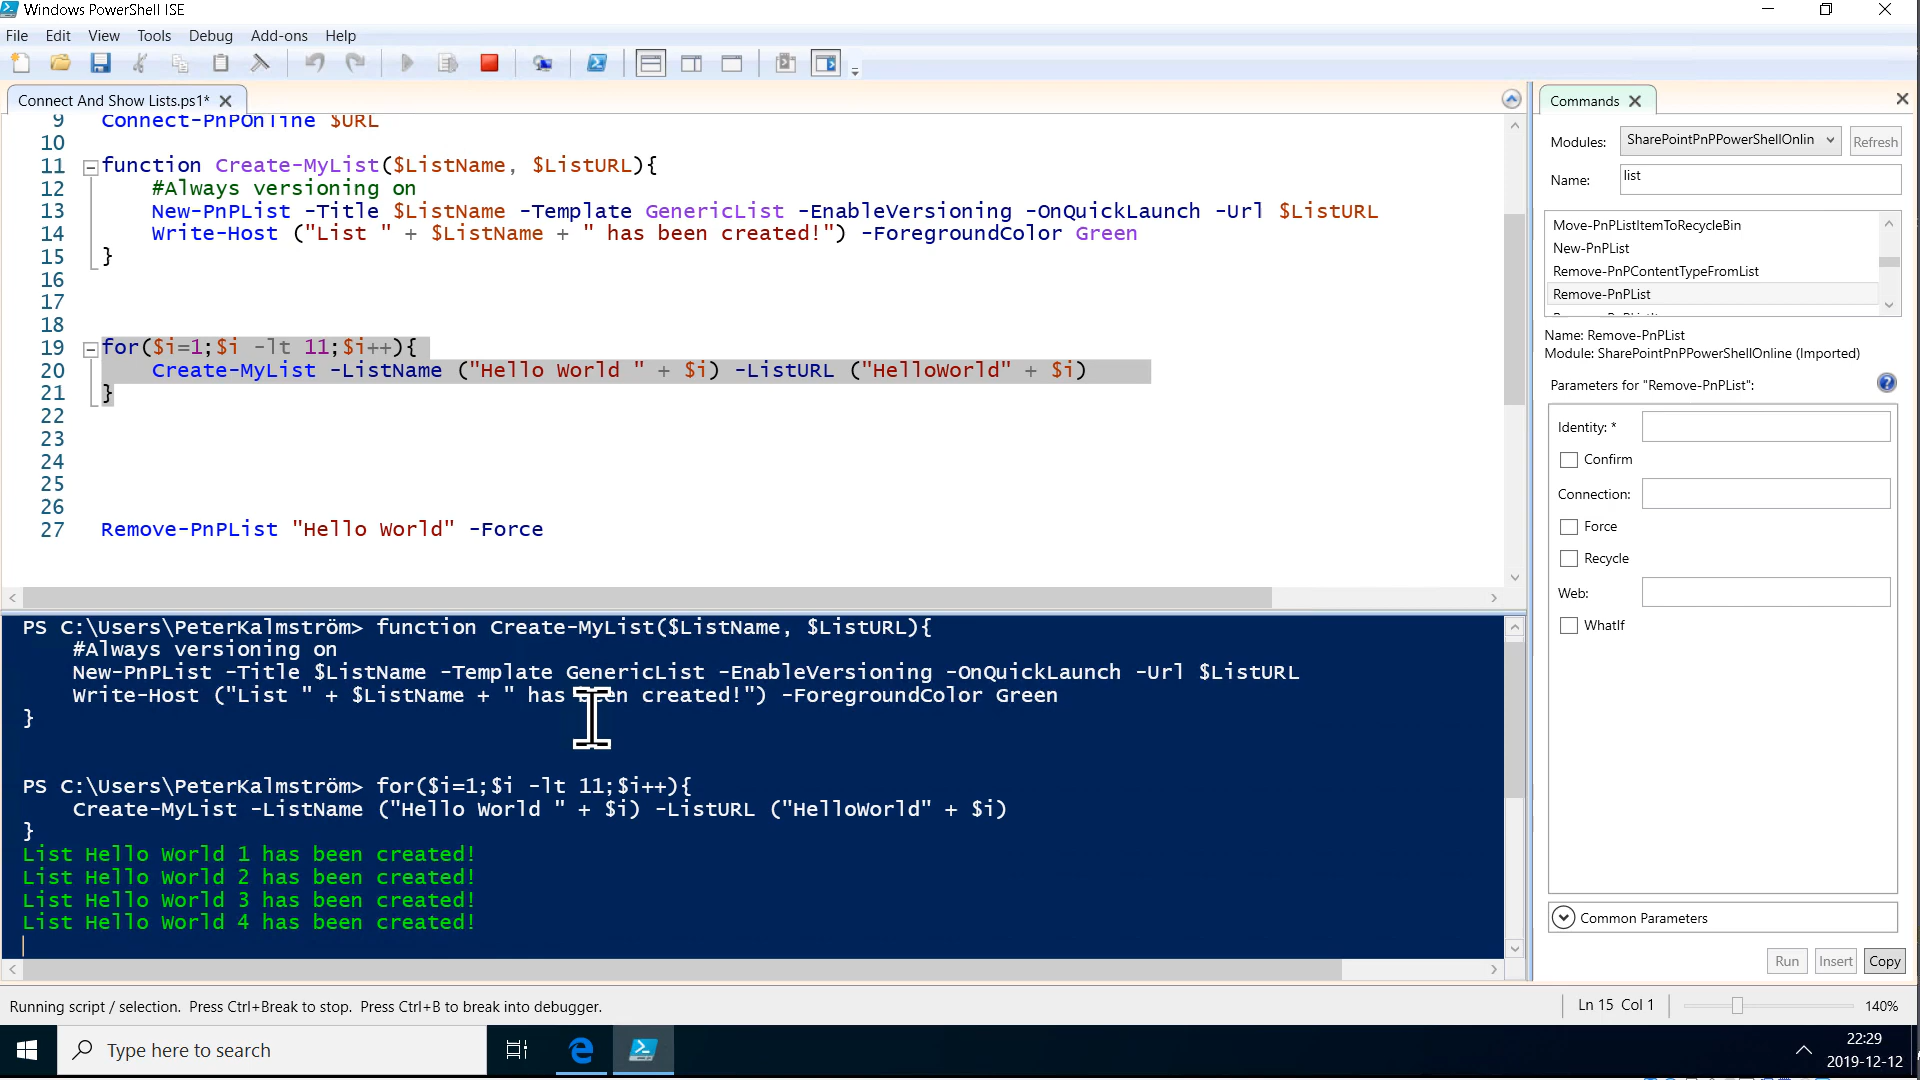 Windows PowerShell ISE
File Edit View Tools Debug Add-ons Help
Connect And Show Lists.ps1*
9 Connect-PnPOnline $URL
10
11 function Create-MyList($ListName, $ListURL){
12 #Always versioning on
13 New-PnPList -Title $ListName -Template GenericList -EnableVersioning -OnQuickLaunch -Url $ListURL
14 Write-Host ("List " + $ListName + " has been created!") -ForegroundColor Green
15 }
16
17
18
19 for($i=1;$i -lt 11;$i++){
20 Create-MyList -ListName ("Hello World " + $i) -ListURL ("HelloWorld" + $i)
21 }
22
23
24
25
26
27 Remove-PnPList "Hello World" -Force
PS C:\Users\PeterKalmström> function Create-MyList($ListName, $ListURL){
#Always versioning on
New-PnPList -Title $ListName -Template GenericList -EnableVersioning -OnQuickLaunch -Url $ListURL
Write-Host ("List " + $ListName + " has been created!") -ForegroundColor Green
}
PS C:\Users\PeterKalmström> for($i=1;$i -lt 11;$i++){
Create-MyList -ListName ("Hello World " + $i) -ListURL ("HelloWorld" + $i)
}
List Hello World 1 has been created!
List Hello World 2 has been created!
List Hello World 3 has been created!
List Hello World 4 has been created!
Commands
Modules: SharePointPnPPowerShellOnlin Refresh
Name: list
Move-PnPListItemToRecycleBin
New-PnPList
Remove-PnPContentTypeFromList
Remove-PnPList
Name: Remove-PnPList
Module: SharePointPnPPowerShellOnline (Imported)
Parameters for "Remove-PnPList":
Identity: *
Confirm
Connection:
Force
Recycle
Web:
WhatIf
Common Parameters
Run Insert Copy
Running script / selection. Press Ctrl+Break to stop. Press Ctrl+B to break into debugger.
Ln 15 Col 1
140%
Type here to search
22:29
2019-12-12